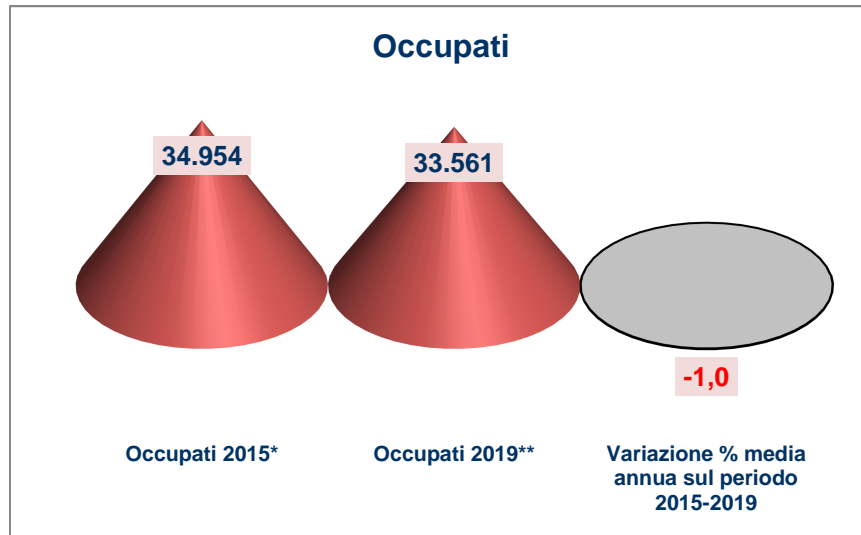 Occupati
34.954
33.561
-1,0
Occupati 2015*
Occupati 2019**
Variazione % media
annua sul periodo
2015-2019